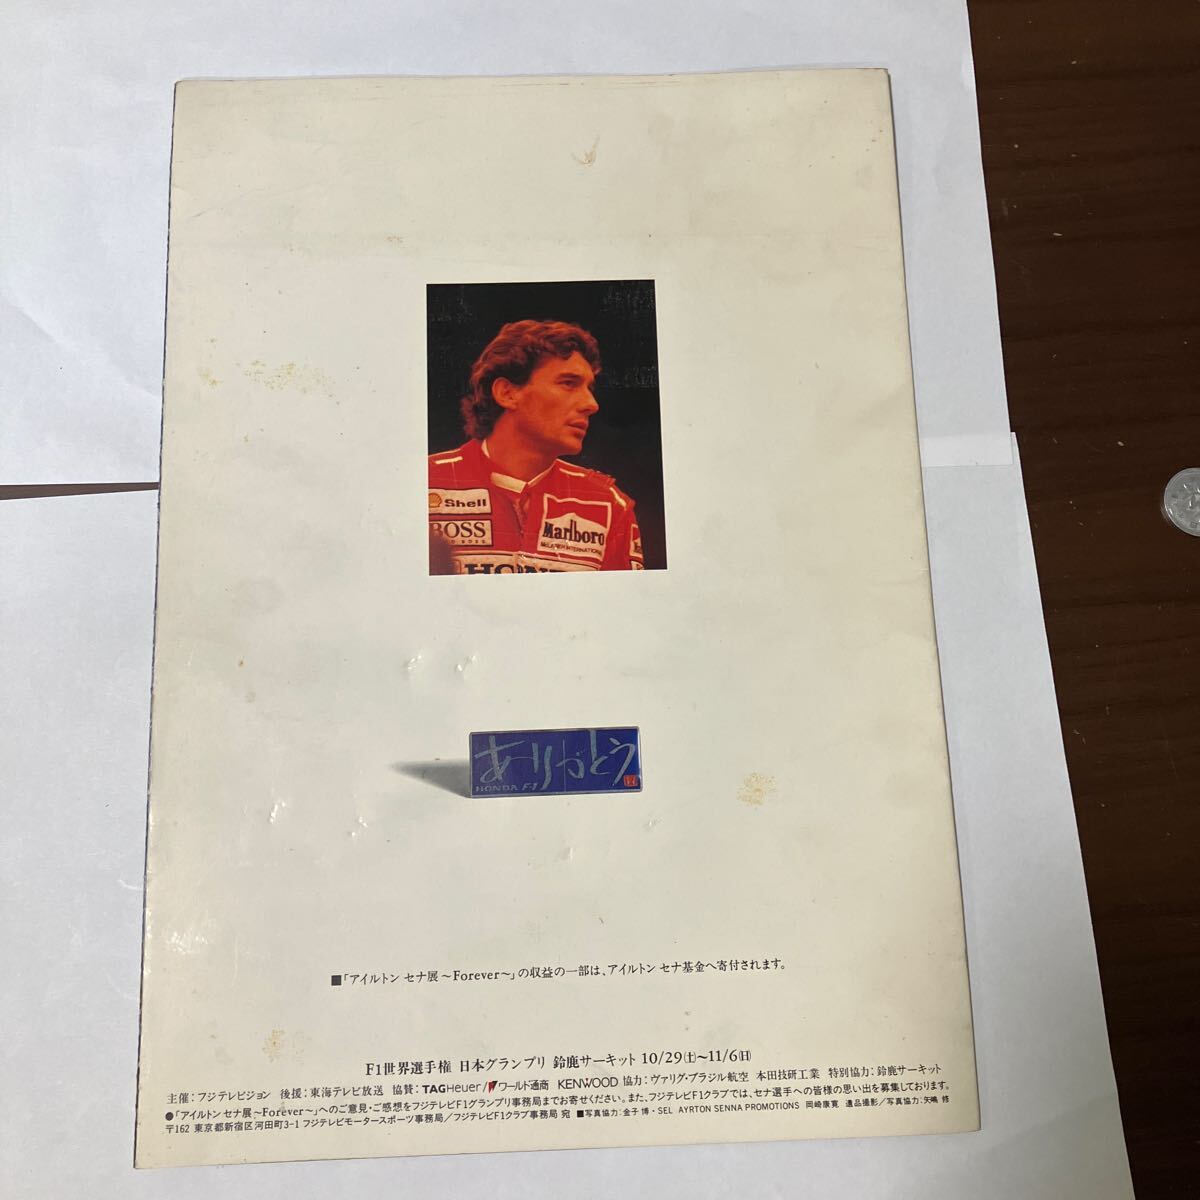 Shell
BOSS
Marlboro
McLAREN INTERNATIONAL
HON
ありがとう
HONDA F-1
■「アイルトン セナ展～Forever～」の収益の一部は、アイルトン セナ基金へ寄付されます。
F1世界選手権 日本グランプリ 鈴鹿サーキット 10/29(土)～11/6(日)
主催：フジテレビジョン 後援：東海テレビ放送 協賛：TAGHeuer/ワールド通商 KENWOOD 協力：ヴァリグ・ブラジル航空 本田技研工業 特別協力：鈴鹿サーキット
●「アイルトン セナ展～Forever～」へのご意見・ご感想をフジテレビF1グランプリ事務局までお寄せください。また、フジテレビF1クラブでは、セナ選手への皆様の思い出を募集しております。
〒162 東京都新宿区河田町3-1 フジテレビモータースポーツ事務局/フジテレビF1クラブ事務局 宛 ■写真協力：金子 博・SEL AYRTON SENNA PROMOTIONS 岡崎康寛 遺品撮影/写真協力：矢嶋 修